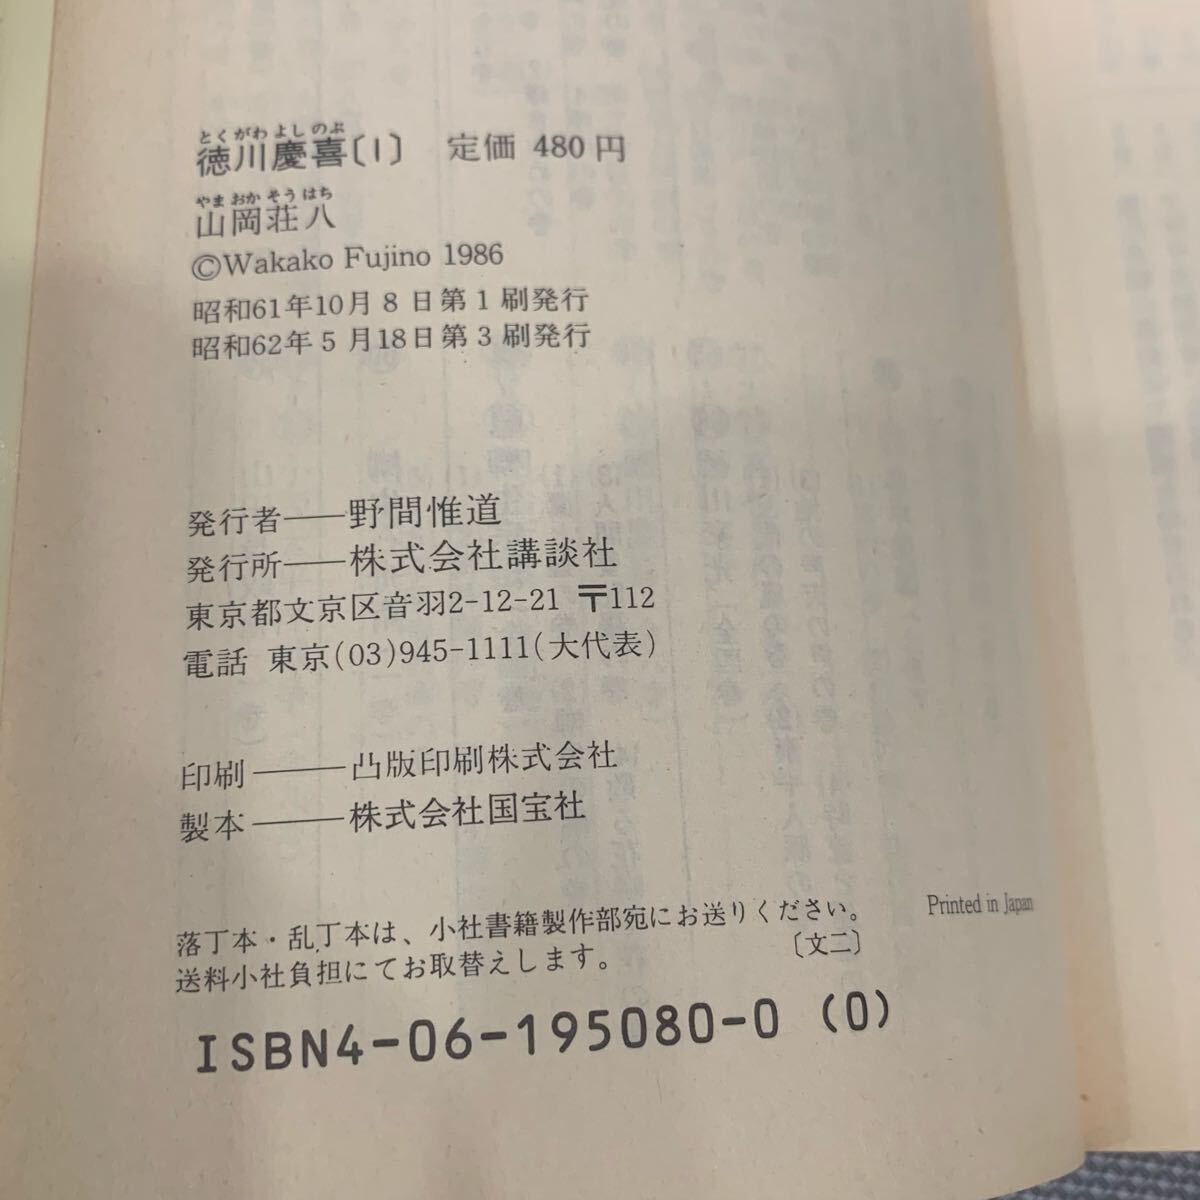 とくがわよしのぶ
徳川慶喜〔1〕 定価 480円
やまおかそうはち
山岡荘八
©Wakako Fujino 1986
昭和61年10月8日第1刷発行
昭和62年5月18日第3刷発行
発行者——野間惟道
発行所——株式会社講談社
東京都文京区音羽2-12-21 〒112
電話 東京(03)945-1111(大代表)
印刷——凸版印刷株式会社
製本——株式会社国宝社
落丁本・乱丁本は、小社書籍製作部宛にお送りください。
送料小社負担にてお取替えします。 〔文二〕
Printed in Japan
ISBN4-06-195080-0 (0)